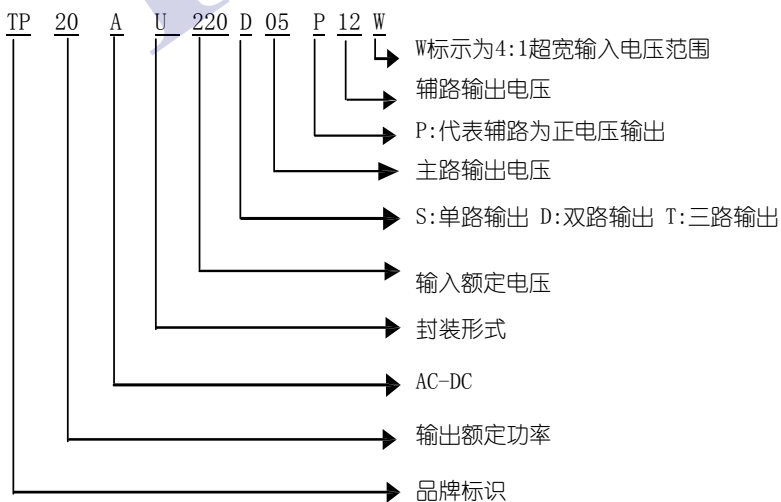 TP 20 A U 220 D 05 P 12 W
W标示为4:1超宽输入电压范围
辅路输出电压
P:代表辅路为正电压输出
主路输出电压
S:单路输出 D:双路输出 T:三路输出
输入额定电压
封装形式
AC-DC
输出额定功率
品牌标识